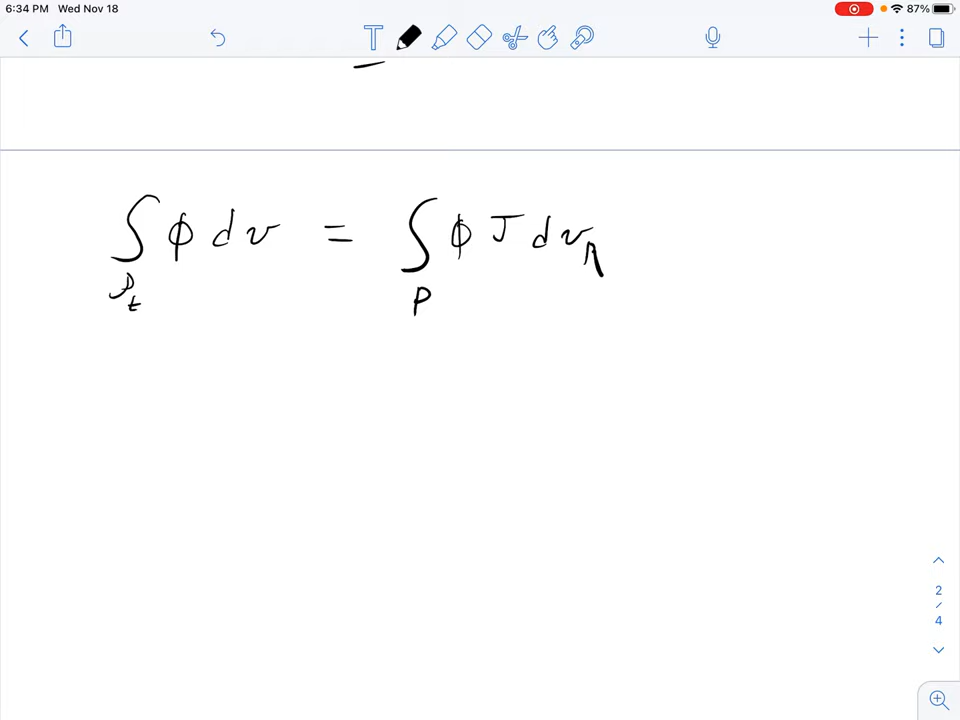 6:34 PM Wed Nov 18 87%
T
∫_{P_t} φ dv = ∫_P φ J dv_R
2
/
4